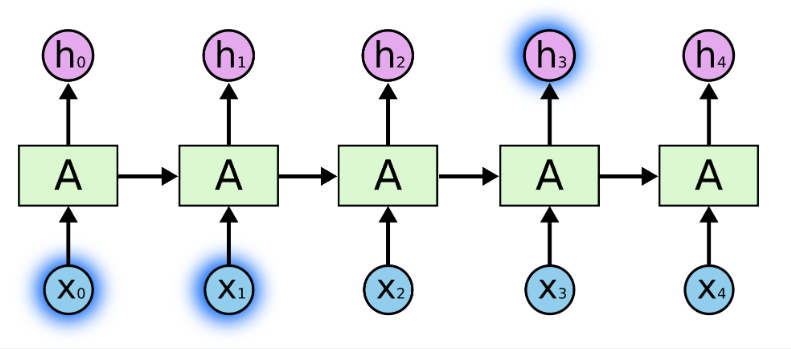 h₀ h₁ h₂ h₃ h₄
A A A A A
x₀ x₁ x₂ x₃ x₄